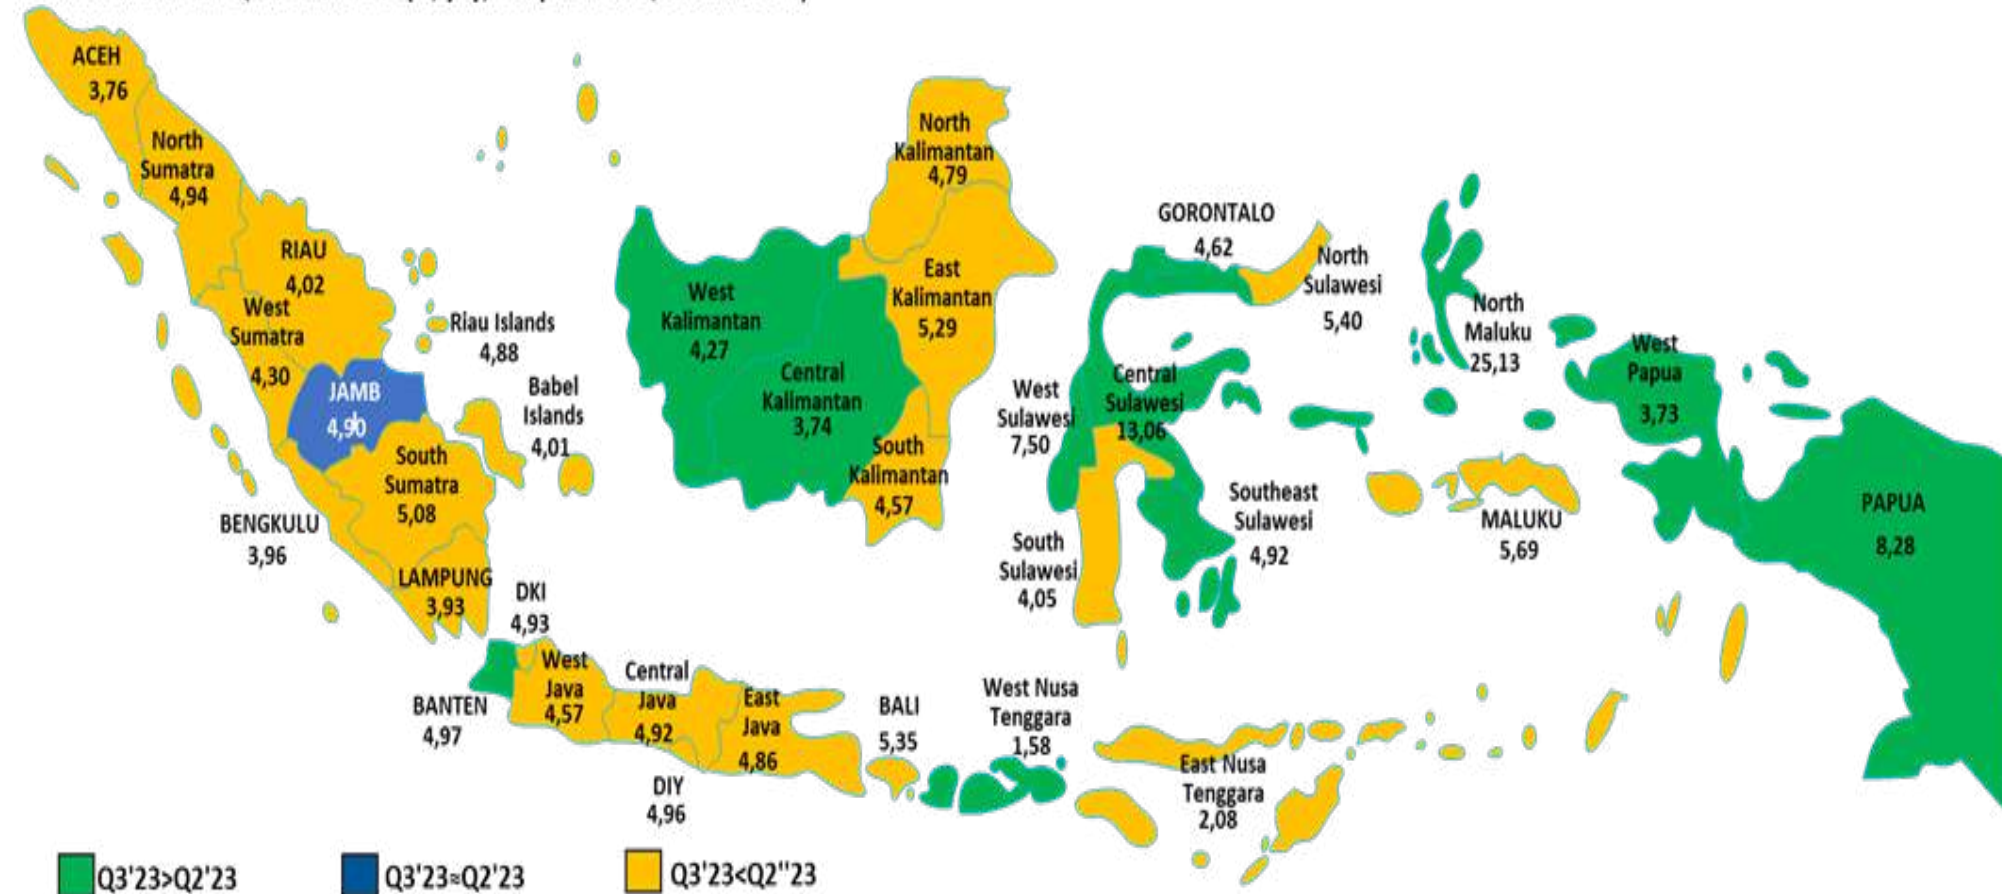 ACEH
3,76
North
Sumatra
4,94
RIAU
4,02
West
Sumatra
4,30
Riau Islands
4,88
JAMB
4,90
Babel
Islands
4,01
South
Sumatra
5,08
BENGKULU
3,96
LAMPUNG
3,93
DKI
4,93
BANTEN
4,97
West
Java
4,57
Central
Java
4,92
DIY
4,96
East
Java
4,86
BALI
5,35
West Nusa
Tenggara
1,58
East Nusa
Tenggara
2,08
North
Kalimantan
4,79
West
Kalimantan
4,27
Central
Kalimantan
3,74
East
Kalimantan
5,29
South
Kalimantan
4,57
GORONTALO
4,62
North
Sulawesi
5,40
West
Sulawesi
7,50
Central
Sulawesi
13,06
South
Sulawesi
4,05
Southeast
Sulawesi
4,92
North
Maluku
25,13
MALUKU
5,69
West
Papua
3,73
PAPUA
8,28
Q3'23>Q2'23
Q3'23≈Q2'23
Q3'23<Q2''23